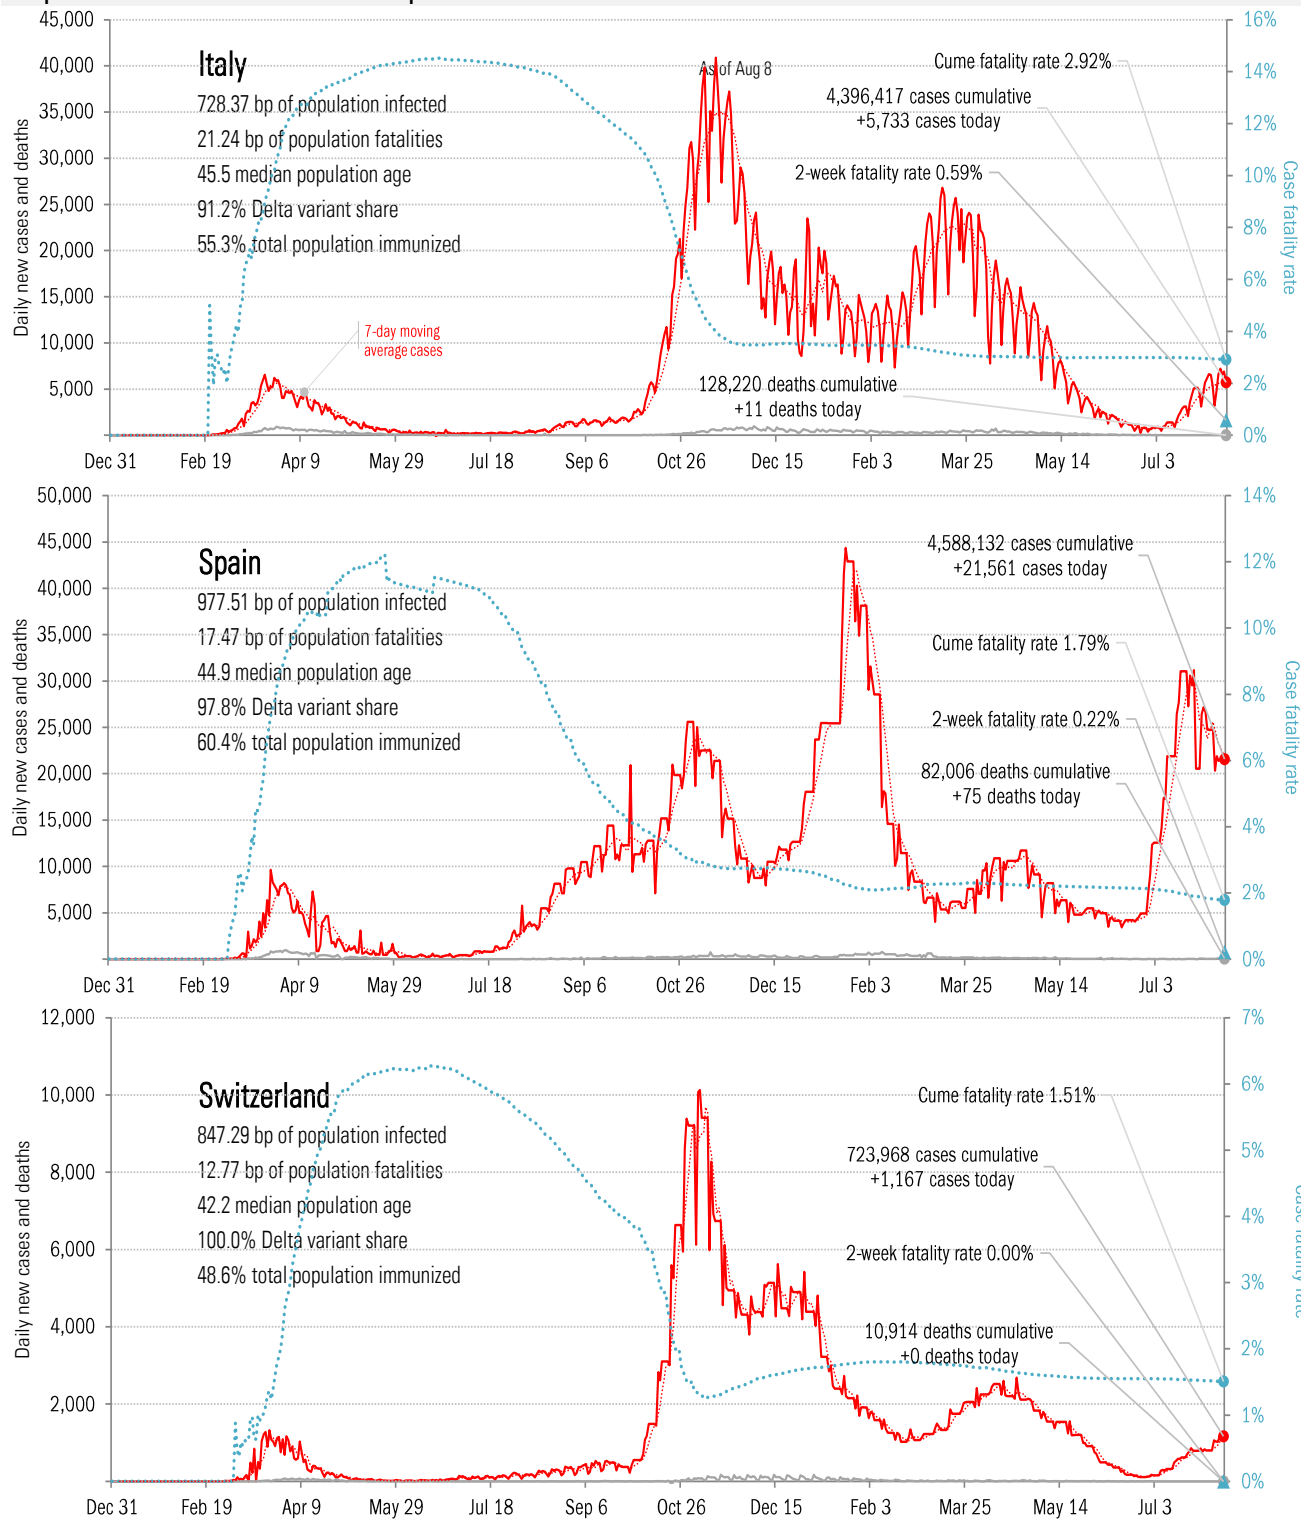 45,000
40,000
35,000
30,000
25,000
20,000
15,000
10,000
5,000
Daily new cases and deaths
Italy
728.37 bp of population infected
21.24 bp of population fatalities
45.5 median population age
91.2% Delta variant share
55.3% total population immunized
7-day moving
average cases
As of Aug 8
Cume fatality rate 2.92%
4,396,417 cases cumulative
+5,733 cases today
2-week fatality rate 0.59%
128,220 deaths cumulative
+11 deaths today
16%
14%
12%
10%
8%
6%
4%
2%
0%
Case fatality rate
Dec 31 Feb 19 Apr 9 May 29 Jul 18 Sep 6 Oct 26 Dec 15 Feb 3 Mar 25 May 14 Jul 3
50,000
45,000
40,000
35,000
30,000
25,000
20,000
15,000
10,000
5,000
Daily new cases and deaths
Spain
977.51 bp of population infected
17.47 bp of population fatalities
44.9 median population age
97.8% Delta variant share
60.4% total population immunized
4,588,132 cases cumulative
+21,561 cases today
Cume fatality rate 1.79%
2-week fatality rate 0.22%
82,006 deaths cumulative
+75 deaths today
14%
12%
10%
8%
6%
4%
2%
0%
Case fatality rate
Dec 31 Feb 19 Apr 9 May 29 Jul 18 Sep 6 Oct 26 Dec 15 Feb 3 Mar 25 May 14 Jul 3
12,000
10,000
8,000
6,000
4,000
2,000
Daily new cases and deaths
Switzerland
847.29 bp of population infected
12.77 bp of population fatalities
42.2 median population age
100.0% Delta variant share
48.6% total population immunized
Cume fatality rate 1.51%
723,968 cases cumulative
+1,167 cases today
2-week fatality rate 0.00%
10,914 deaths cumulative
+0 deaths today
7%
6%
5%
4%
3%
2%
1%
0%
Case fatality rate
Dec 31 Feb 19 Apr 9 May 29 Jul 18 Sep 6 Oct 26 Dec 15 Feb 3 Mar 25 May 14 Jul 3